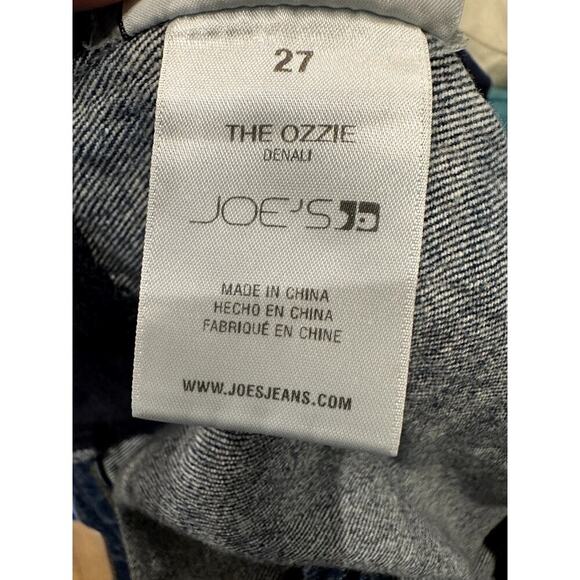 27
THE OZZIE
DENALI
JOE'S
MADE IN CHINA
HECHO EN CHINA
FABRIQUÉ EN CHINE
WWW.JOESJEANS.COM